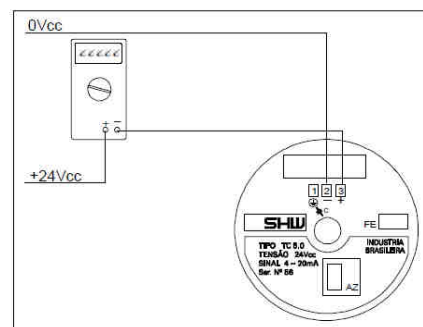 0Vcc
+ −
+24Vcc
1 2 3
− +
C
SHW
FE
TIPO TC 5.0
TENSÃO 24Vcc
SINAL 4 - 20mA
Ser. Nº 56
INDUSTRIA
BRASILEIRA
AZ